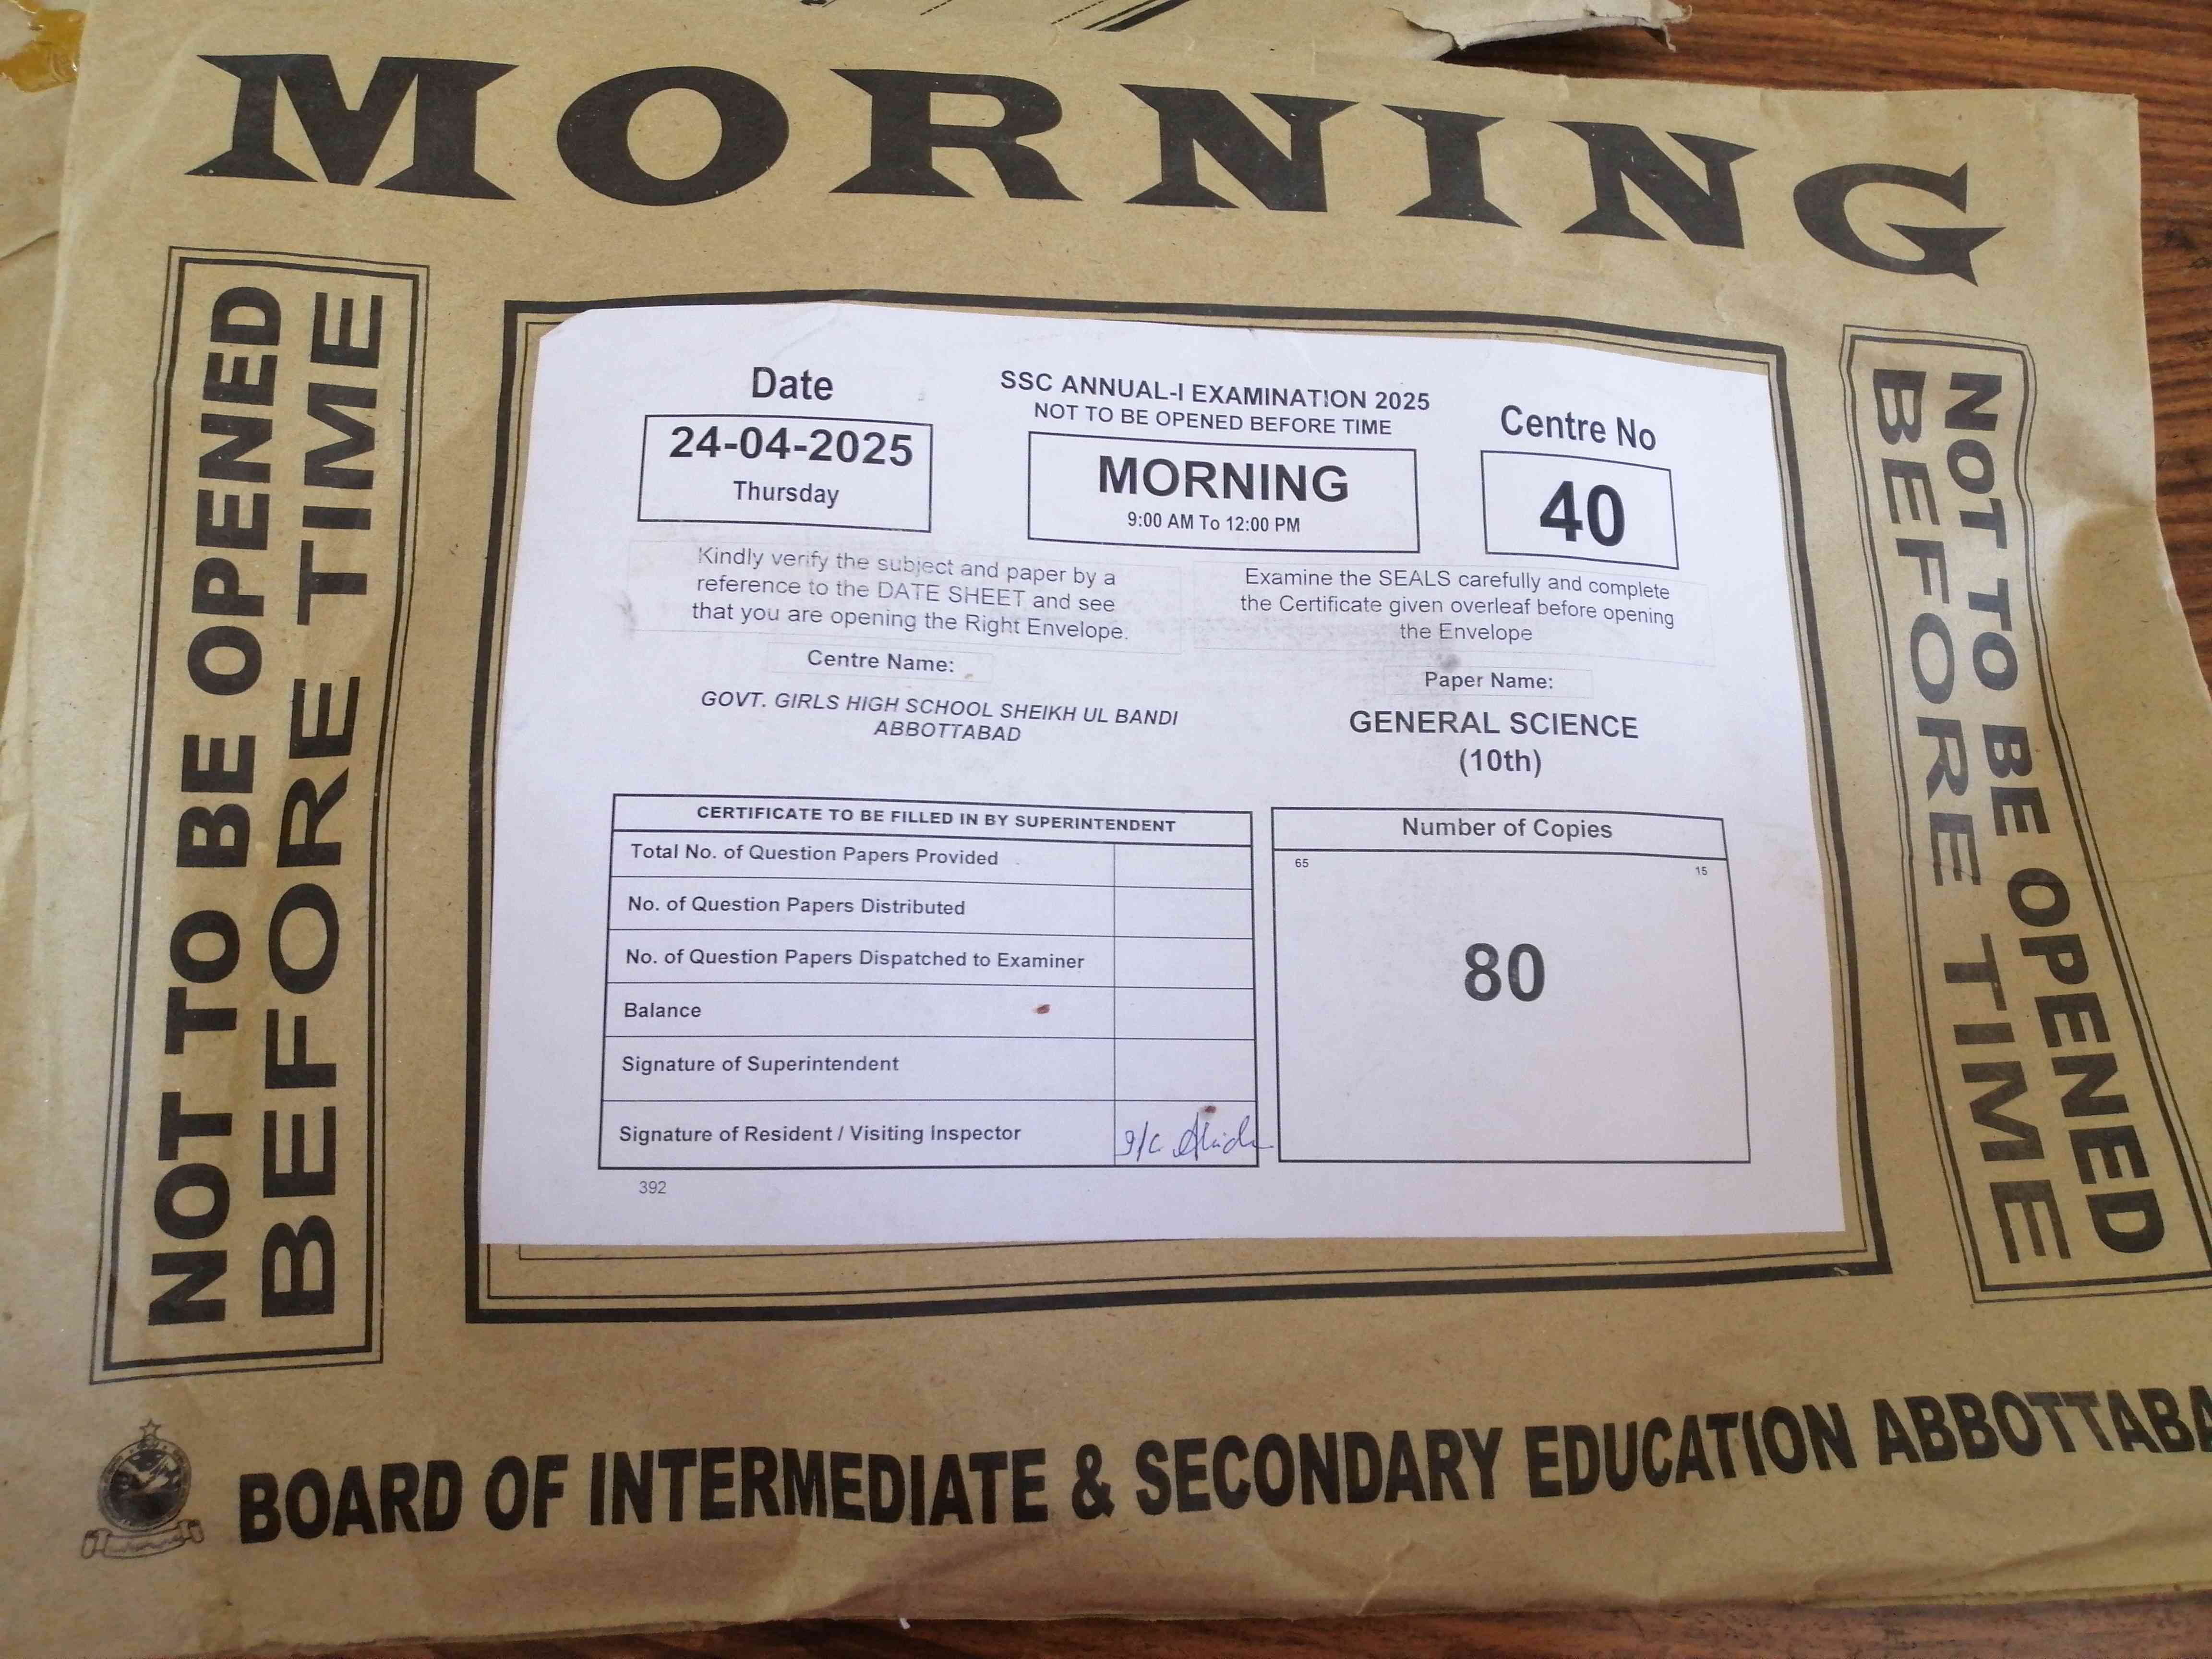 MORNING
NOT TO BE OPENED
BEFORE TIME
Date
24-04-2025
Thursday
SSC ANNUAL-I EXAMINATION 2025
NOT TO BE OPENED BEFORE TIME
MORNING
9:00 AM To 12:00 PM
Centre No
40
Kindly verify the subject and paper by a
reference to the DATE SHEET and see
that you are opening the Right Envelope.
Examine the SEALS carefully and complete
the Certificate given overleaf before opening
the Envelope
Centre Name:
GOVT. GIRLS HIGH SCHOOL SHEIKH UL BANDI
ABBOTTABAD
Paper Name:
GENERAL SCIENCE
(10th)
CERTIFICATE TO BE FILLED IN BY SUPERINTENDENT
Total No. of Question Papers Provided
No. of Question Papers Distributed
No. of Question Papers Dispatched to Examiner
Balance
Signature of Superintendent
Signature of Resident / Visiting Inspector
Number of Copies
65 15
80
392
NOT TO BE OPENED
BEFORE TIME
BOARD OF INTERMEDIATE & SECONDARY EDUCATION ABBOTTABA